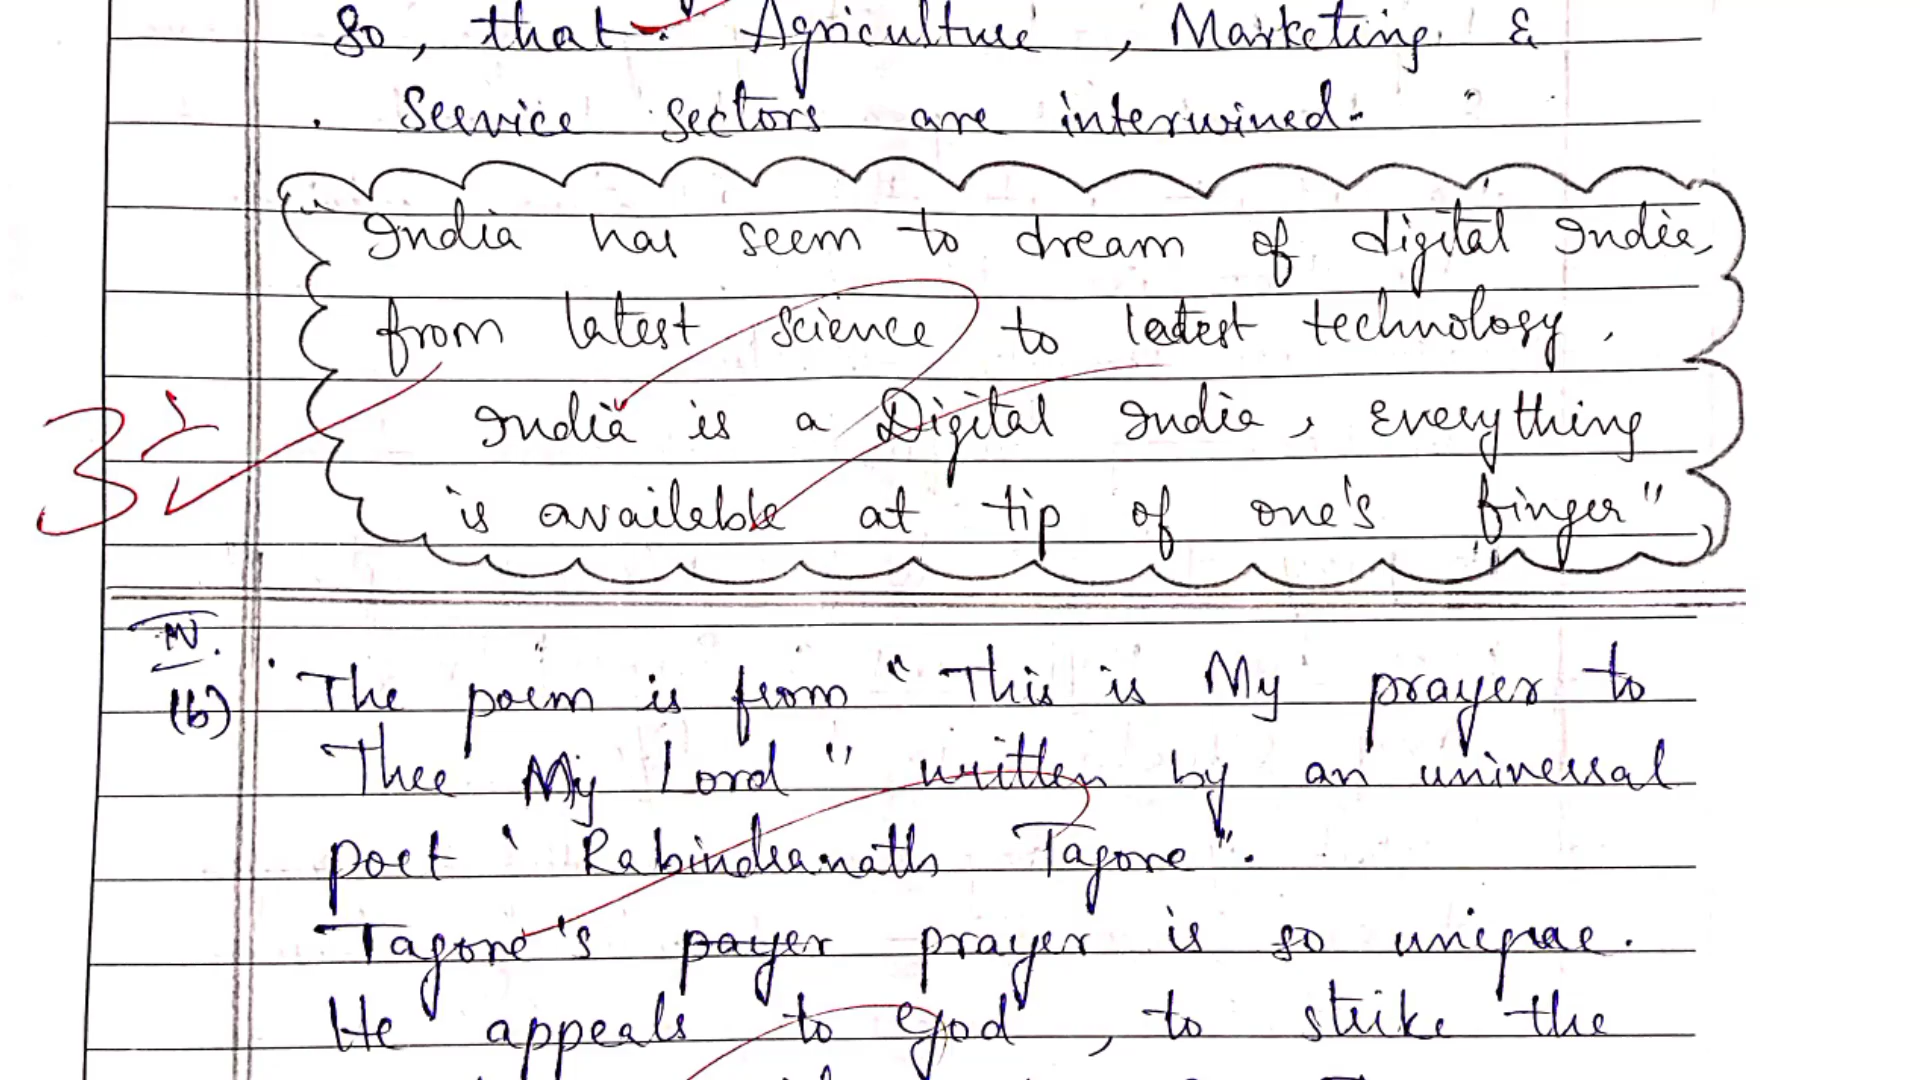 So, that Agriculture, Marketing &
Service sectors are interwined.
"India has seem to dream of digital India,
from latest science to latest technology.
India is a Digital India, Everything
is available at tip of one's finger"
3½
IV.
(b) The poem is from "This is My prayer to
Thee My Lord" written by an universal
poet 'Rabindranath Tagore".
Tagore's payer prayer is so unique.
He appeals to God, to strike the